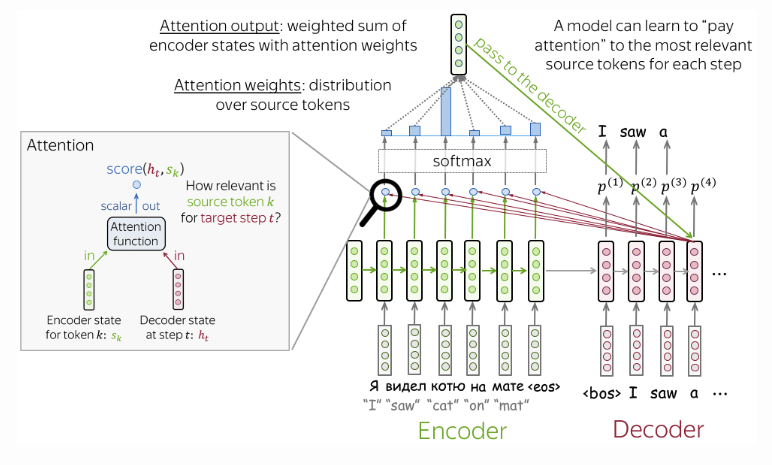 Attention output: weighted sum of
encoder states with attention weights
A model can learn to “pay
attention” to the most relevant
source tokens for each step
pass to the decoder
Attention weights: distribution
over source tokens
I saw a
softmax
p(1) p(2) p(3) p(4)
Attention
score(hₜ, sₖ)
How relevant is
source token k
for target step t?
scalar out
Attention
function
in in
Encoder state
for token k: sₖ
Decoder state
at step t: hₜ
...
Я видел котю на мате <eos>
"I" "saw" "cat" "on" "mat"
<bos> I saw a ...
Encoder
Decoder